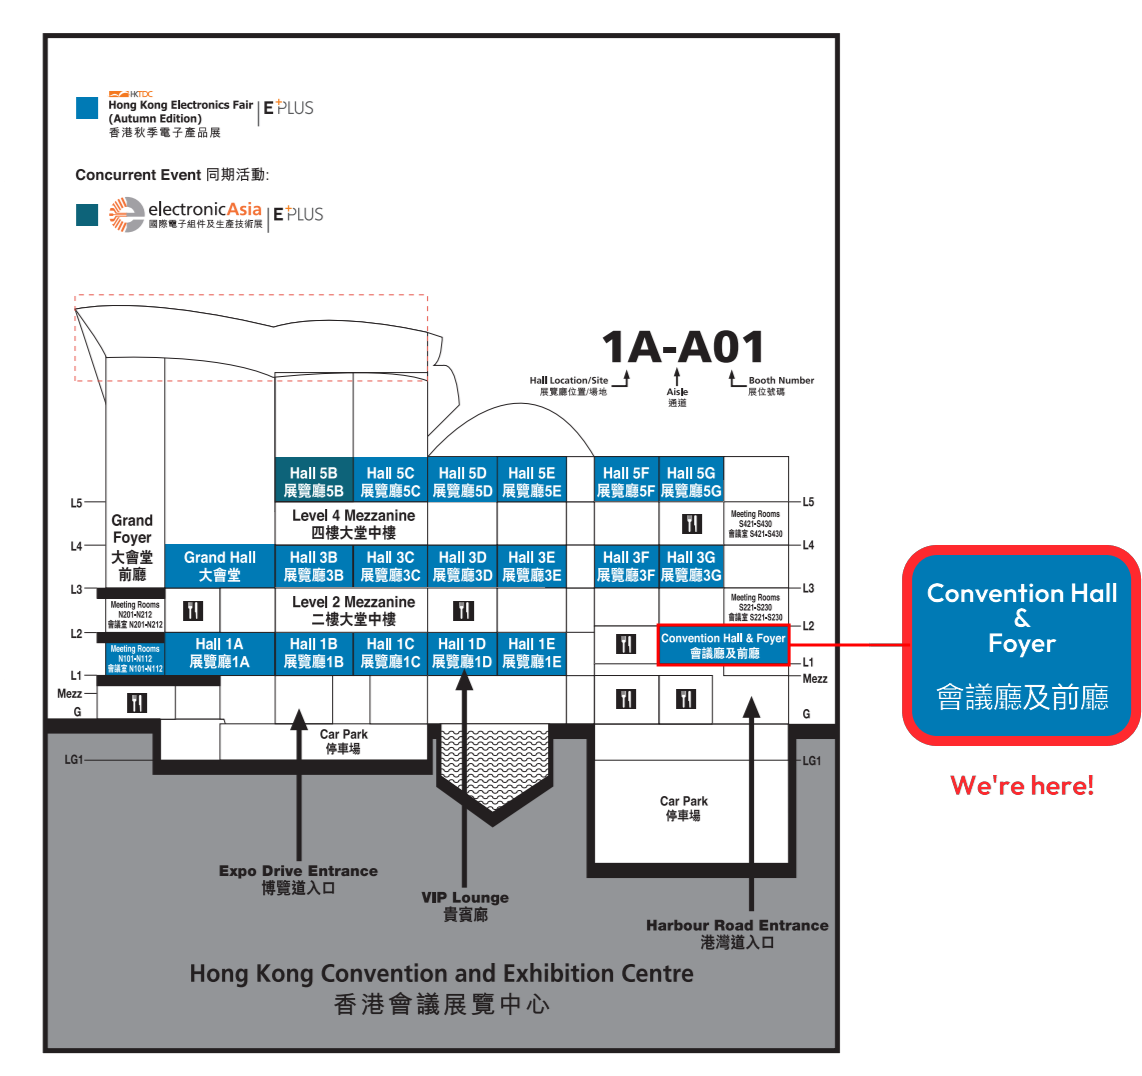 HKTDC
Hong Kong Electronics Fair
(Autumn Edition)
香港秋季電子產品展
E+PLUS
Concurrent Event 同期活動:
electronicAsia
國際電子組件及生產技術展
E+PLUS
1A-A01
Hall Location/Site
展覽廳位置/場地
Aisle
通道
Booth Number
展位號碼
Hall 5B
展覽廳5B
Hall 5C
展覽廳5C
Hall 5D
展覽廳5D
Hall 5E
展覽廳5E
Hall 5F
展覽廳5F
Hall 5G
展覽廳5G
L5
L5
Grand
Foyer
大會堂
前廳
Level 4 Mezzanine
四樓大堂中樓
Meeting Rooms
S421-S430
會議室 S421-S430
L4
L4
Grand Hall
大會堂
Hall 3B
展覽廳3B
Hall 3C
展覽廳3C
Hall 3D
展覽廳3D
Hall 3E
展覽廳3E
Hall 3F
展覽廳3F
Hall 3G
展覽廳3G
L3
L3
Meeting Rooms
N201-N212
會議室 N201-N212
Level 2 Mezzanine
二樓大堂中樓
Meeting Rooms
S221-S230
會議室 S221-S230
L2
L2
Meeting Rooms
N101-N112
會議室 N101-N112
Hall 1A
展覽廳1A
Hall 1B
展覽廳1B
Hall 1C
展覽廳1C
Hall 1D
展覽廳1D
Hall 1E
展覽廳1E
Convention Hall & Foyer
會議廳及前廳
L1
L1
Mezz
Mezz
G
G
Car Park
停車場
LG1
LG1
Car Park
停車場
Expo Drive Entrance
博覽道入口
VIP Lounge
貴賓廊
Harbour Road Entrance
港灣道入口
Hong Kong Convention and Exhibition Centre
香港會議展覽中心
Convention Hall
&
Foyer
會議廳及前廳
We're here!